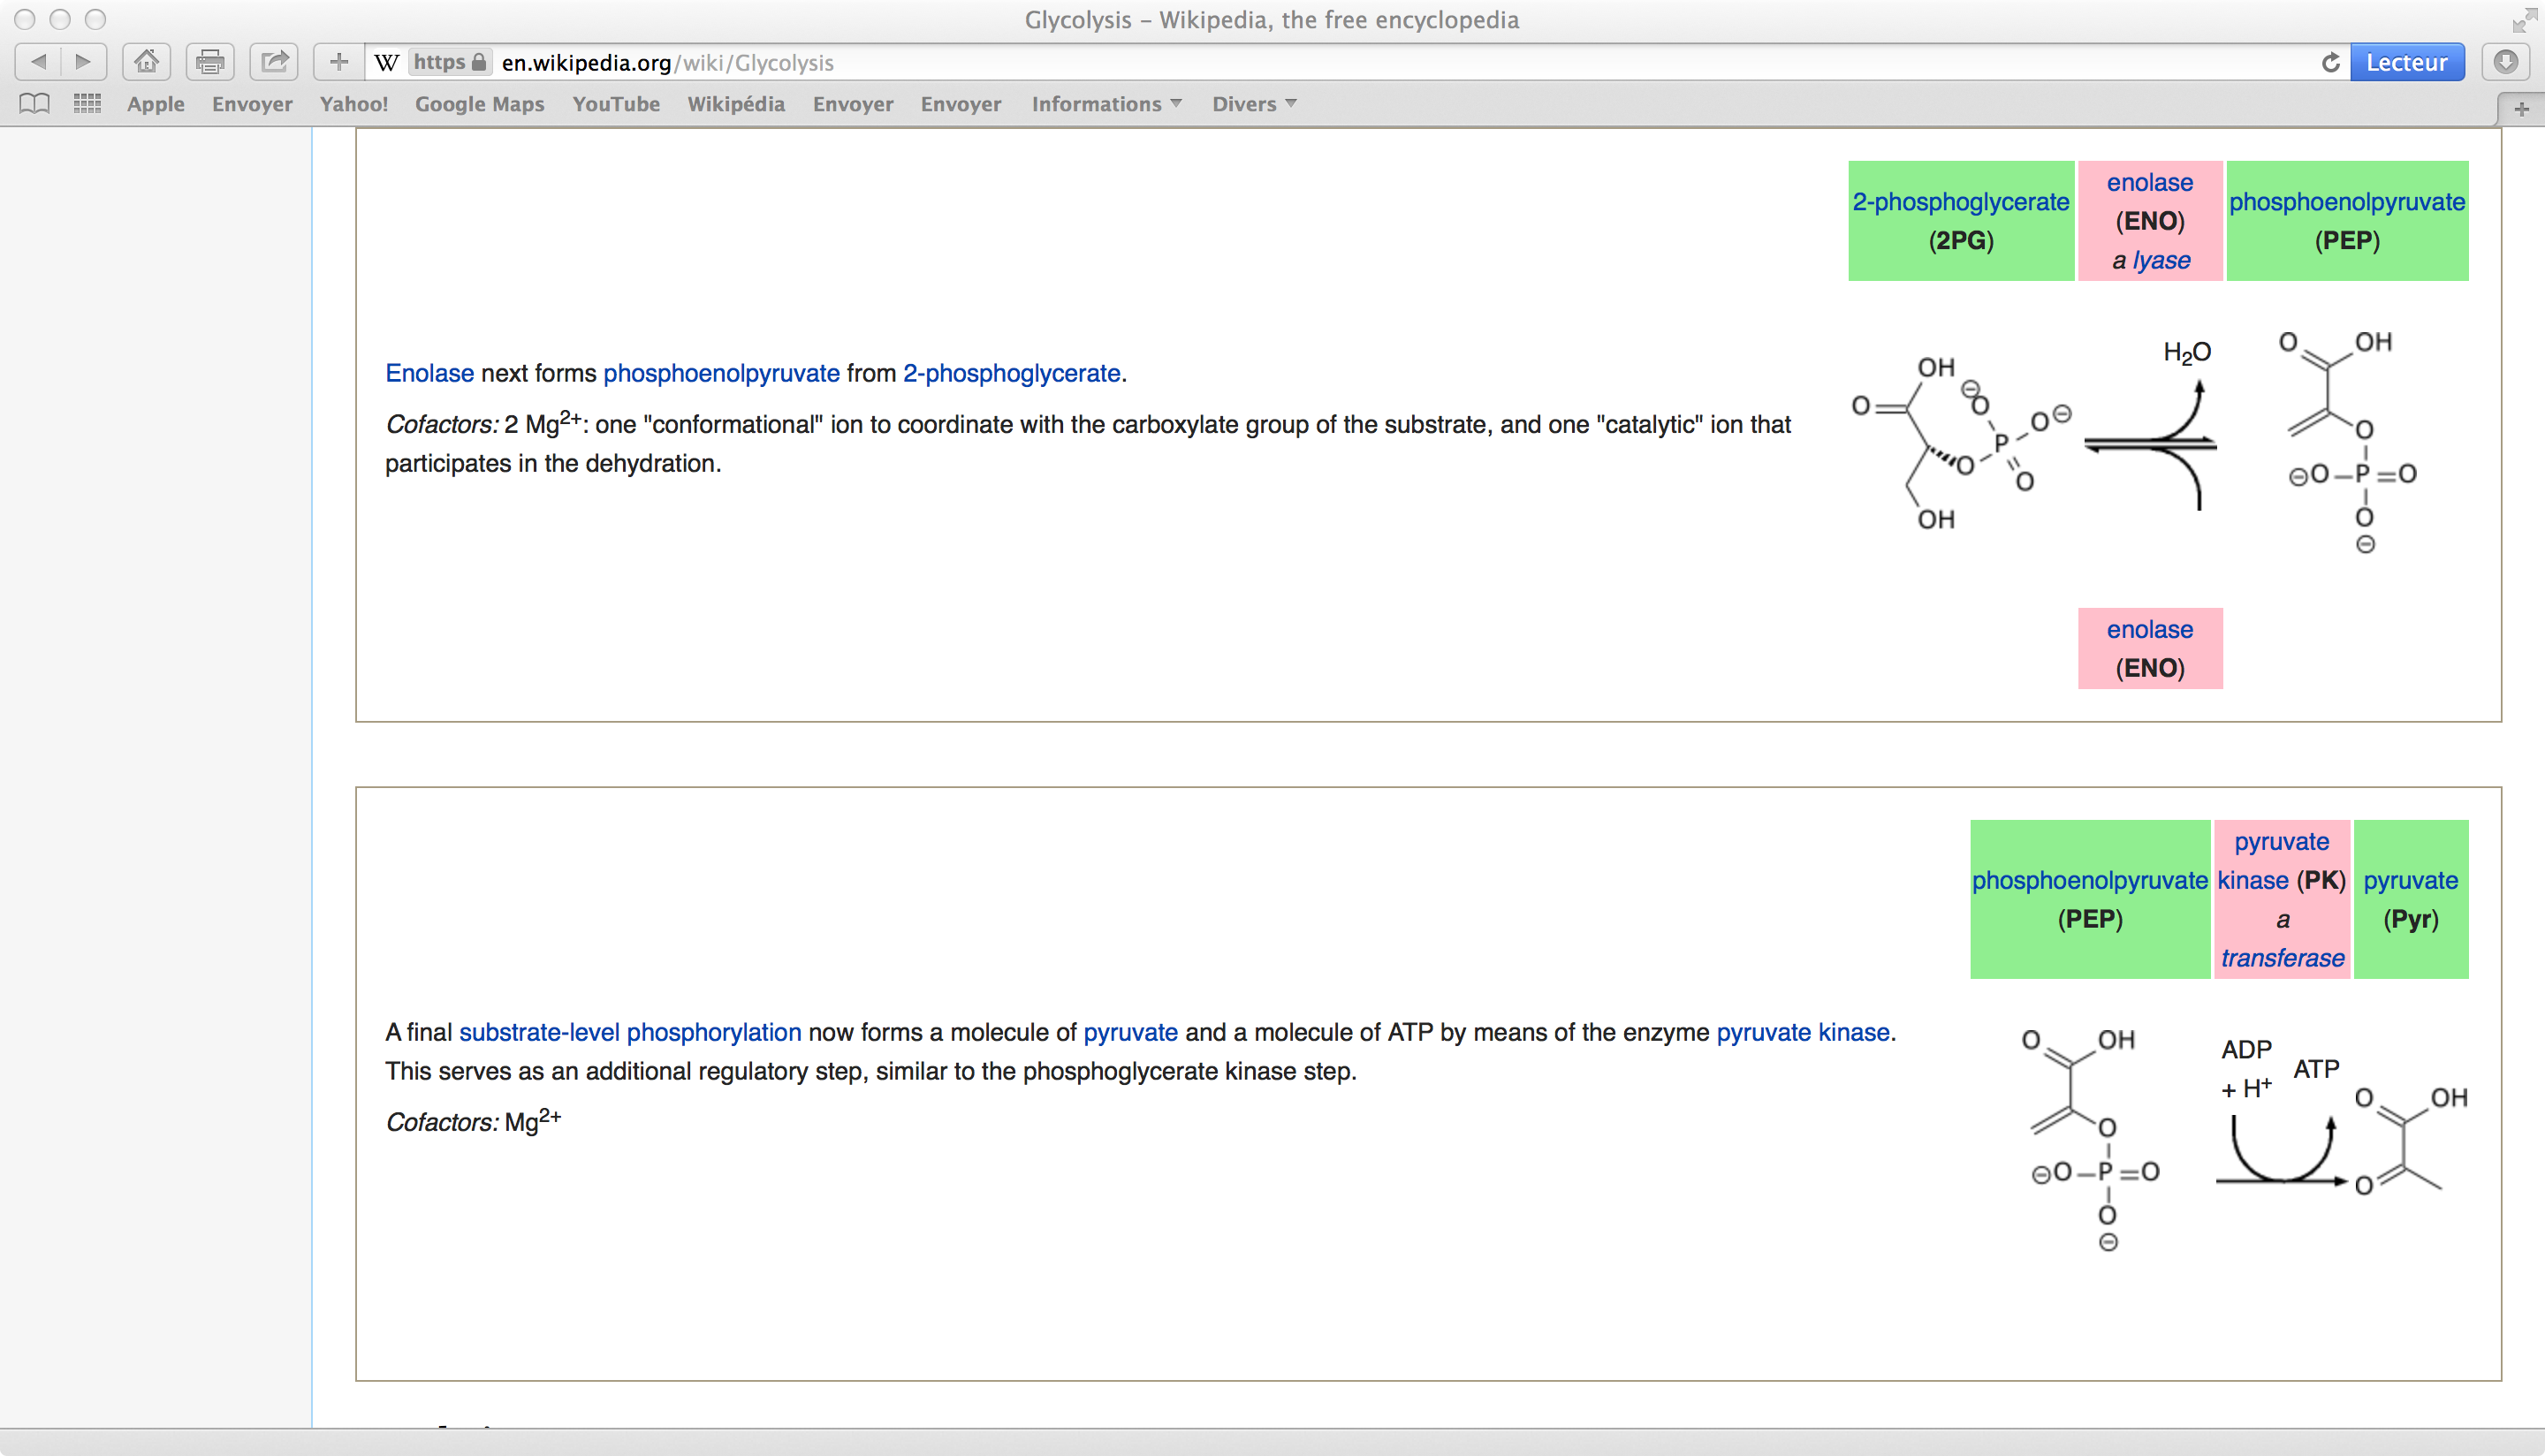 Glycolysis – Wikipedia, the free encyclopedia
W https en.wikipedia.org/wiki/Glycolysis Lecteur
Apple Envoyer Yahoo! Google Maps YouTube Wikipédia Envoyer Envoyer Informations Divers
2-phosphoglycerate
(2PG)
enolase
(ENO)
a lyase
phosphoenolpyruvate
(PEP)
Enolase next forms phosphoenolpyruvate from 2-phosphoglycerate.
Cofactors: 2 Mg²⁺: one "conformational" ion to coordinate with the carboxylate group of the substrate, and one "catalytic" ion that
participates in the dehydration.
OH
O
⊖
O
O⊖
P
O
O
OH
H₂O
O
OH
O
⊖O–P=O
O
⊖
enolase
(ENO)
phosphoenolpyruvate
(PEP)
pyruvate
kinase (PK)
a
transferase
pyruvate
(Pyr)
A final substrate-level phosphorylation now forms a molecule of pyruvate and a molecule of ATP by means of the enzyme pyruvate kinase.
This serves as an additional regulatory step, similar to the phosphoglycerate kinase step.
Cofactors: Mg²⁺
O
OH
O
⊖O–P=O
O
⊖
ADP
+ H⁺
ATP
O
OH
O